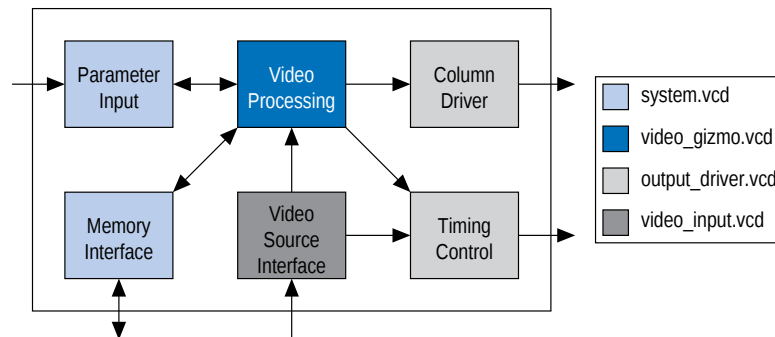 Parameter
Input
Video
Processing
Column
Driver
Memory
Interface
Video
Source
Interface
Timing
Control
system.vcd
video_gizmo.vcd
output_driver.vcd
video_input.vcd